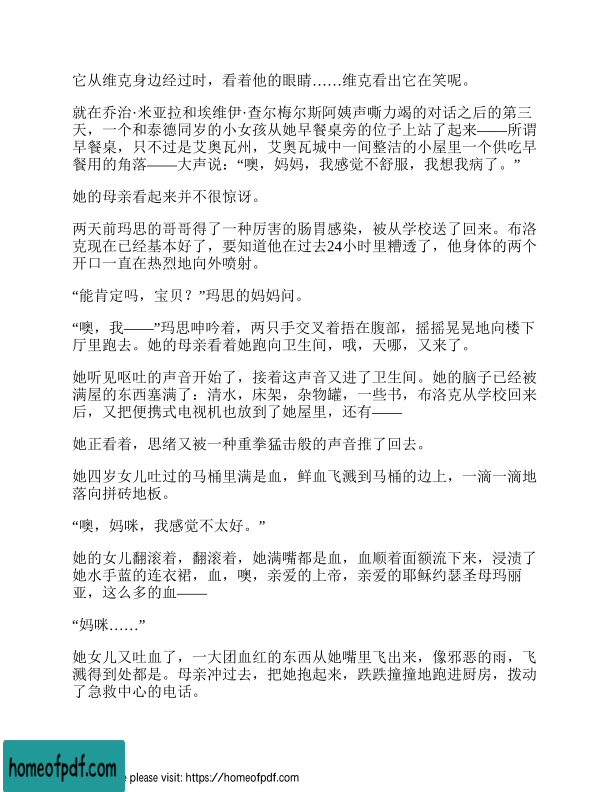 它从维克身边经过时，看着他的眼睛……维克看出它在笑呢。
就在乔治·米亚拉和埃维伊·查尔梅尔斯阿姨声嘶力竭的对话之后的第三
天，一个和泰德同岁的小女孩从她早餐桌旁的位子上站了起来——所谓
早餐桌，只不过是艾奥瓦州，艾奥瓦城中一间整洁的小屋里一个供吃早
餐用的角落——大声说：“噢，妈妈，我感觉不舒服，我想我病了。”
她的母亲看起来并不很惊讶。
两天前玛思的哥哥得了一种厉害的肠胃感染，被从学校送了回来。布洛
克现在已经基本好了，要知道他在过去24小时里糟透了，他身体的两个
开口一直在热烈地向外喷射。
“能肯定吗，宝贝？”玛思的妈妈问。
“噢，我——”玛思呻吟着，两只手交叉着捂在腹部，摇摇晃晃地向楼下
厅里跑去。她的母亲看着她跑向卫生间，哦，天哪，又来了。
她听见呕吐的声音开始了，接着这声音又进了卫生间。她的脑子已经被
满屋的东西塞满了：清水，床架，杂物罐，一些书，布洛克从学校回来
后，又把便携式电视机也放到了她屋里，还有——
她正看着，思绪又被一种重拳猛击般的声音推了回去。
她四岁女儿吐过的马桶里满是血，鲜血飞溅到马桶的边上，一滴一滴地
落向拼砖地板。
“噢，妈咪，我感觉不太好。”
她的女儿翻滚着，翻滚着，她满嘴都是血，血顺着面额流下来，浸渍了
她水手蓝的连衣裙，血，噢，亲爱的上帝，亲爱的耶稣约瑟圣母玛丽
亚，这么多的血——
“妈咪……”
她女儿又吐血了，一大团血红的东西从她嘴里飞出来，像邪恶的雨，飞
溅得到处都是。母亲冲过去，把她抱起来，跌跌撞撞地跑进厨房，拨动
了急救中心的电话。
homeofpdf.com
e please visit: https://homeofpdf.com